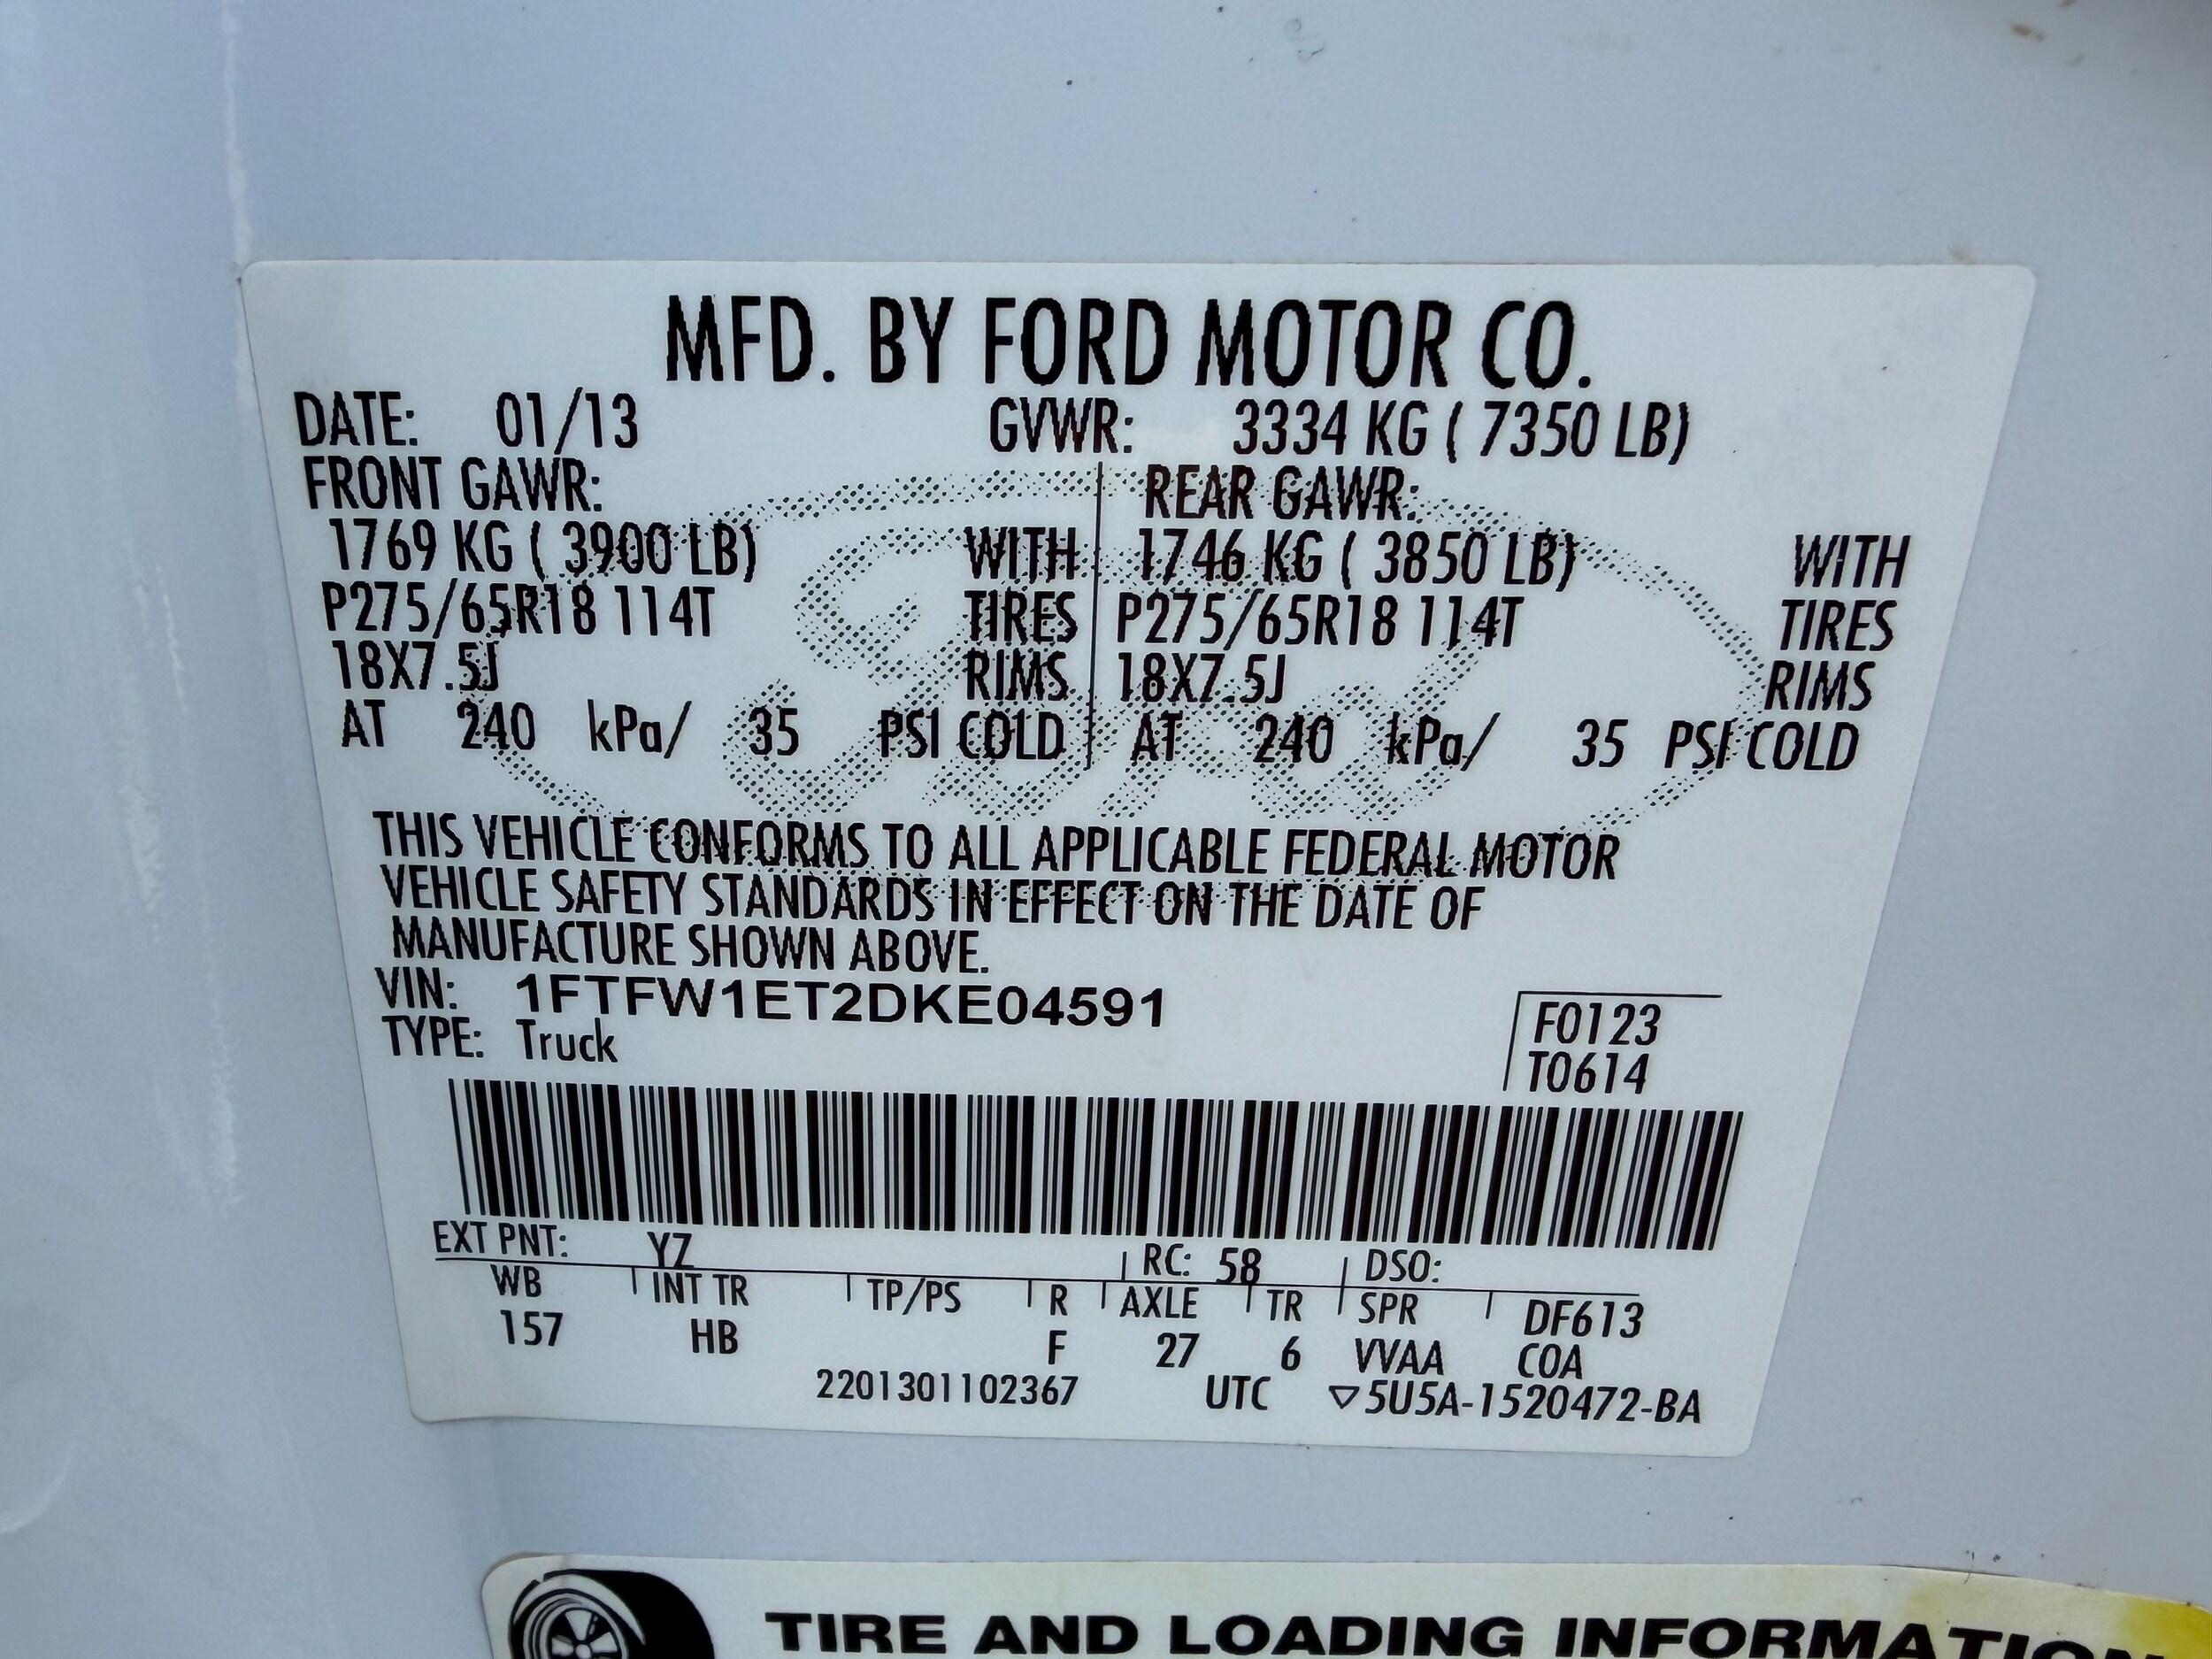 MFD. BY FORD MOTOR CO.
DATE: 01/13 GVWR: 3334 KG ( 7350 LB)
FRONT GAWR: REAR GAWR:
1769 KG ( 3900 LB) WITH 1746 KG ( 3850 LB) WITH
P275/65R18 114T TIRES P275/65R18 114T TIRES
18X7.5J RIMS 18X7.5J RIMS
AT 240 kPa/ 35 PSI COLD AT 240 kPa/ 35 PSI COLD
THIS VEHICLE CONFORMS TO ALL APPLICABLE FEDERAL MOTOR
VEHICLE SAFETY STANDARDS IN EFFECT ON THE DATE OF
MANUFACTURE SHOWN ABOVE.
VIN: 1FTFW1ET2DKE04591
TYPE: Truck
F0123
T0614
EXT PNT: YZ RC: 58 DSO:
WB INT TR TP/PS R AXLE TR SPR DF613
157 HB F 27 6 VVAA COA
2201301102367 UTC ▽5U5A-1520472-BA
TIRE AND LOADING INFORMATION